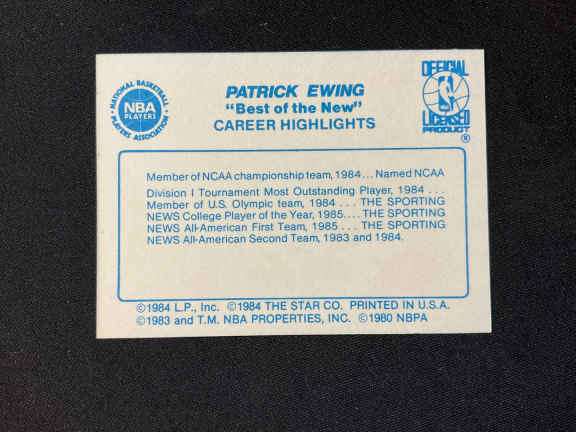 NATIONAL BASKETBALL
NBA
PLAYERS
PLAYERS ASSOCIATION
PATRICK EWING
"Best of the New"
CAREER HIGHLIGHTS
OFFICIAL
NBA
LICENSED
PRODUCT
®
Member of NCAA championship team, 1984 ... Named NCAA
Division I Tournament Most Outstanding Player, 1984 ...
Member of U.S. Olympic team, 1984 ... THE SPORTING
NEWS College Player of the Year, 1985.... THE SPORTING
NEWS All-American First Team, 1985 ... THE SPORTING
NEWS All-American Second Team, 1983 and 1984.
©1984 L.P., Inc. ©1984 THE STAR CO. PRINTED IN U.S.A.
©1983 and T.M. NBA PROPERTIES, INC. ©1980 NBPA